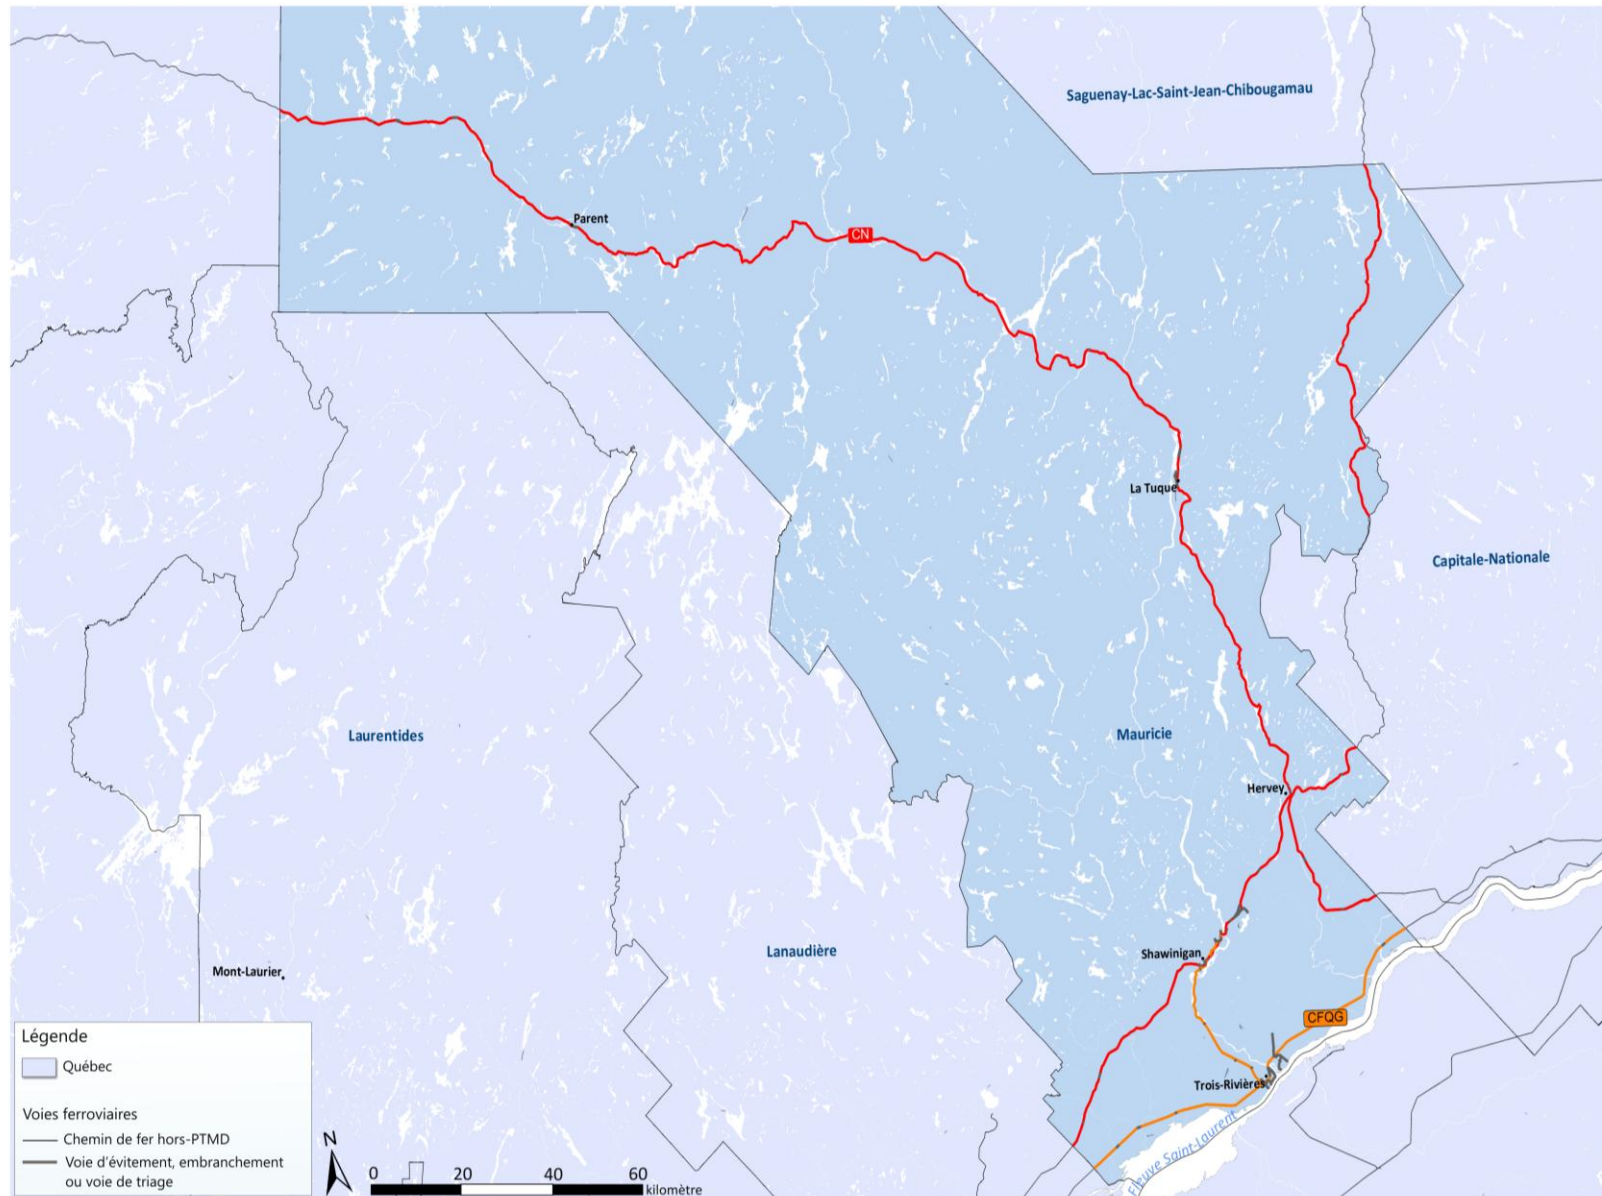 Saguenay-Lac-Saint-Jean-Chibougamau
Parent
CN
La Tuque
Capitale-Nationale
Laurentides
Mauricie
Hervey
Lanaudière
Shawinigan
Mont-Laurier
CFQG
Trois-Rivières
Fleuve Saint-Laurent
Légende
Québec
Voies ferroviaires
Chemin de fer hors-PTMD
Voie d'évitement, embranchement
ou voie de triage
N
0 20 40 60
kilomètre